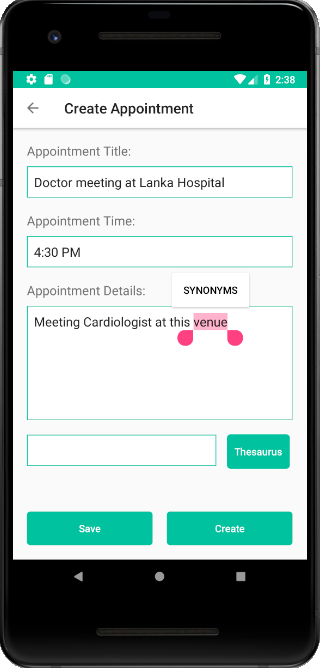 2:38
Create Appointment
Appointment Title:
Doctor meeting at Lanka Hospital
Appointment Time:
4:30 PM
Appointment Details:
SYNONYMS
Meeting Cardiologist at this venue
Thesaurus
Save
Create